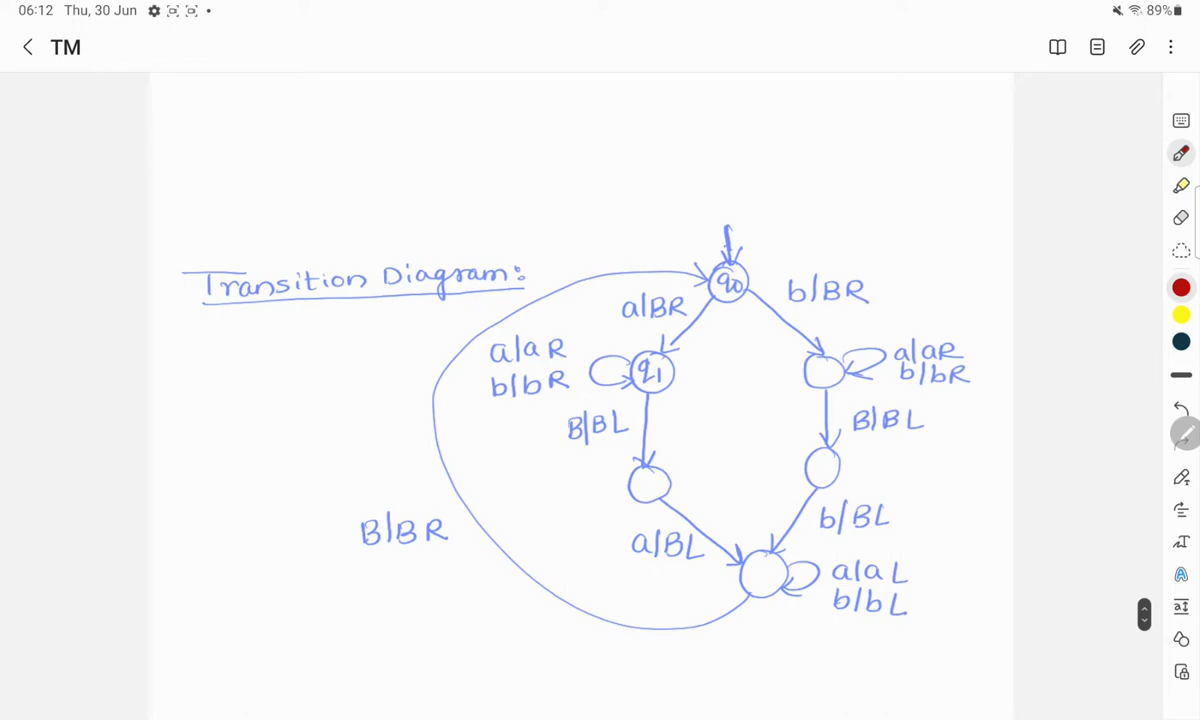 06:12 Thu, 30 Jun
89%
TM
Transition Diagram:
q0
a|BR
b/BR
a|aR
b/bR
q1
a|aR
b/bR
B/BL
B/BL
B/BR
a/BL
b/BL
a/aL
b/bL